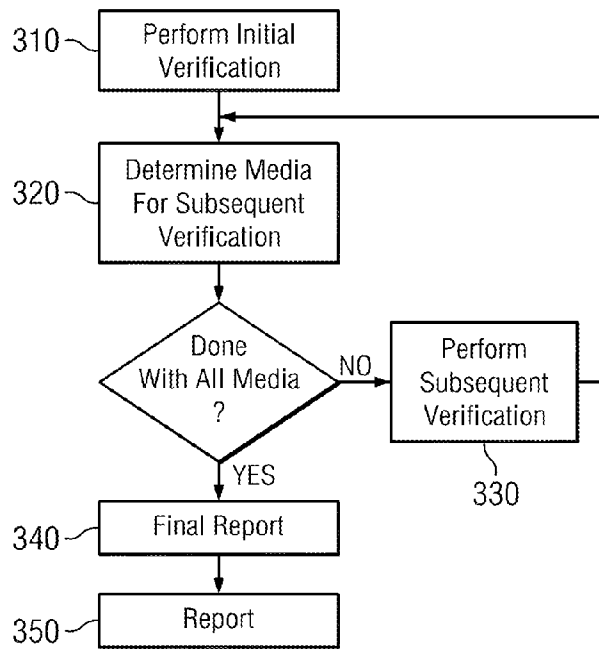 310
Perform Initial
Verification
320
Determine Media
For Subsequent
Verification
Done
With All Media
?
NO
Perform
Subsequent
Verification
330
YES
340
Final Report
350
Report